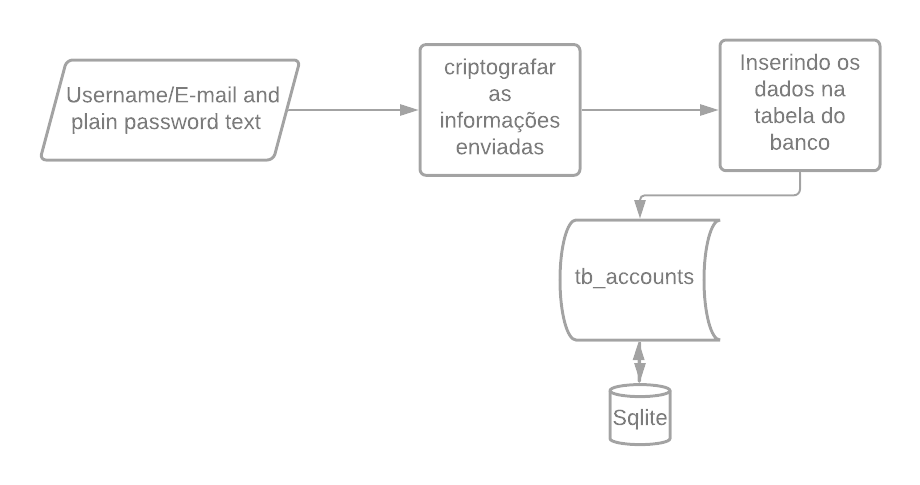 Username/E-mail and
plain password text
criptografar
as
informações
enviadas
Inserindo os
dados na
tabela do
banco
tb_accounts
Sqlite